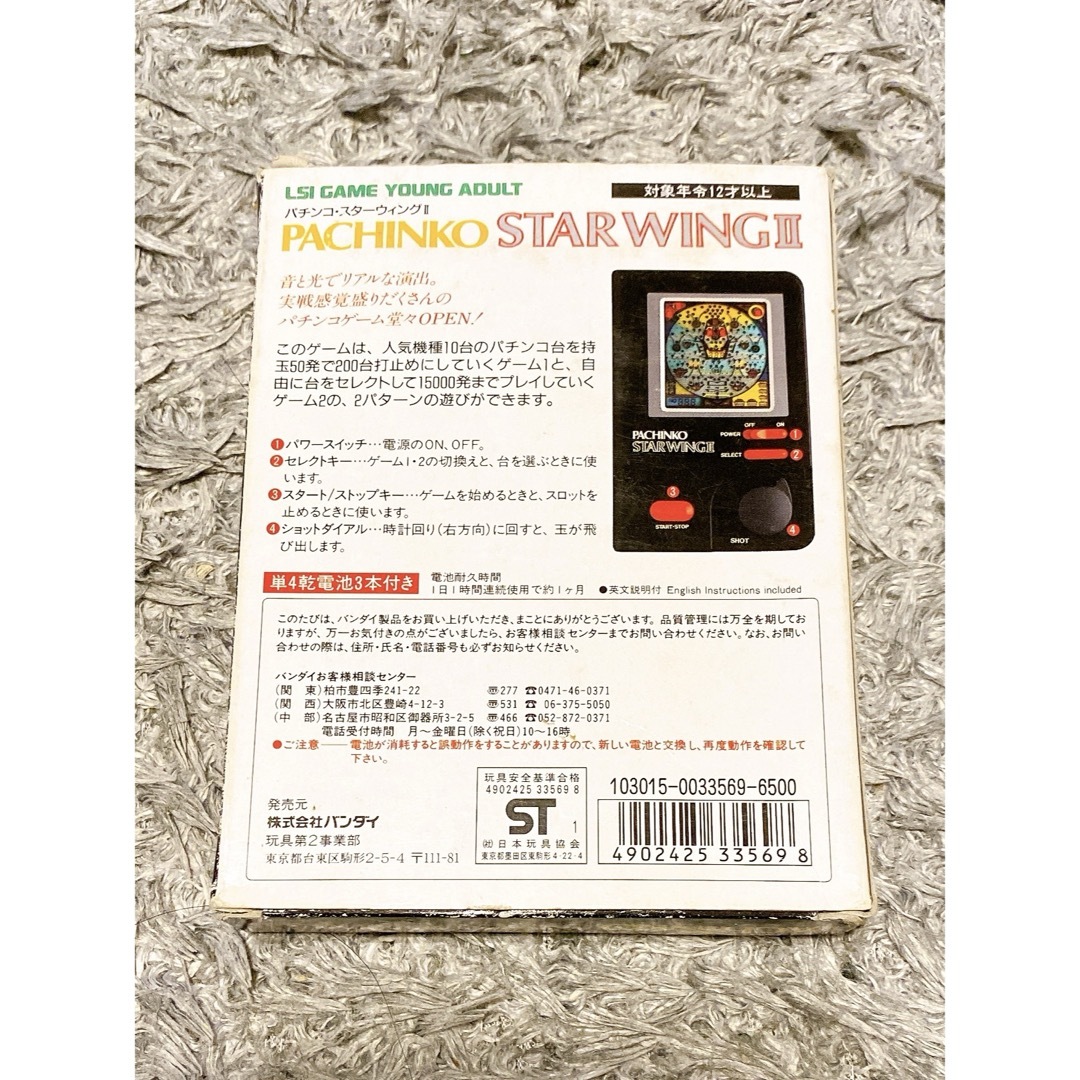 LSI GAME YOUNG ADULT
対象年令12才以上
パチンコ・スターウィングⅡ
PACHINKO STAR WING Ⅱ
音と光でリアルな演出。
実戦感覚盛りだくさんの
パチンコゲーム堂々OPEN!
このゲームは、人気機種10台のパチンコ台を持
玉50発で200台打止めにしていくゲーム1と、自
由に台をセレクトして15000発までプレイしていく
ゲーム2の、2パターンの遊びができます。
❶パワースイッチ…電源のON、OFF。
❷セレクトキー…ゲーム1・2の切換えと、台を選ぶときに使
います。
❸スタート/ストップキー…ゲームを始めるときと、スロットを
止めるときに使います。
❹ショットダイアル…時計回り(右方向)に回すと、玉が飛
び出します。
PACHINKO
STAR WING Ⅱ
OFF ON
POWER 1
SELECT 2
3
START・STOP
4
SHOT
単4乾電池3本付き
電池耐久時間
1日1時間連続使用で約1ヶ月
●英文説明付 English Instructions included
このたびは、バンダイ製品をお買い上げいただき、まことにありがとうございます。品質管理には万全を期してお
りますが、万一お気付きの点がございましたら、お客様相談センターまでお問い合わせください。なお、お問い
合わせの際は、住所・氏名・電話番号も必ずお知らせください。
バンダイお客様相談センター
(関 東)柏市豊四季241-22 〠277 ☎0471-46-0371
(関 西)大阪市北区豊崎4-12-3 〠531 ☎06-375-5050
(中 部)名古屋市昭和区御器所3-2-5 〠466 ☎052-872-0371
電話受付時間 月~金曜日(除く祝日)10~16時
●ご注意――電池が消耗すると誤動作をすることがありますので、新しい電池と交換し、再度動作を確認して
下さい。
発売元
株式会社バンダイ
玩具第2事業部
東京都台東区駒形2-5-4 〒111-81
玩具安全基準合格
4902425 33569 8
ST 1
㈳日本玩具協会
東京都墨田区東駒形4-22-4
103015-0033569-6500
4902425 335698